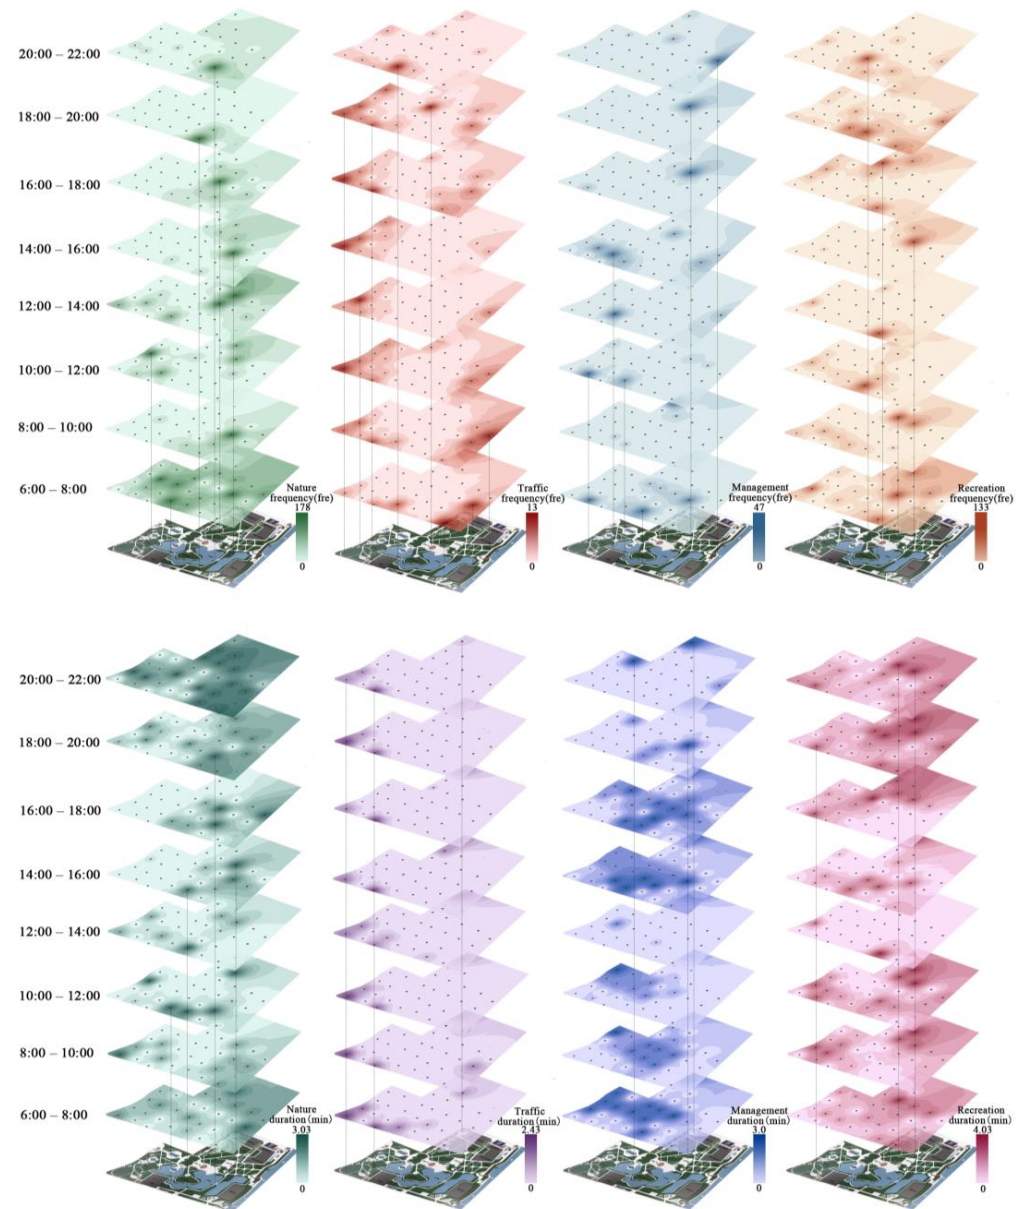 20:00 – 22:00
18:00 – 20:00
16:00 – 18:00
14:00 – 16:00
12:00 – 14:00
10:00 – 12:00
8:00 – 10:00
6:00 – 8:00
Nature
frequency(fre)
178
0
Traffic
frequency(fre)
13
0
Management
frequency(fre)
47
0
Recreation
frequency(fre)
133
0
20:00 – 22:00
18:00 – 20:00
16:00 – 18:00
14:00 – 16:00
12:00 – 14:00
10:00 – 12:00
8:00 – 10:00
6:00 – 8:00
Nature
duration(min)
3.03
0
Traffic
duration(min)
2.43
0
Management
duration(min)
3.0
0
Recreation
duration(min)
4.03
0